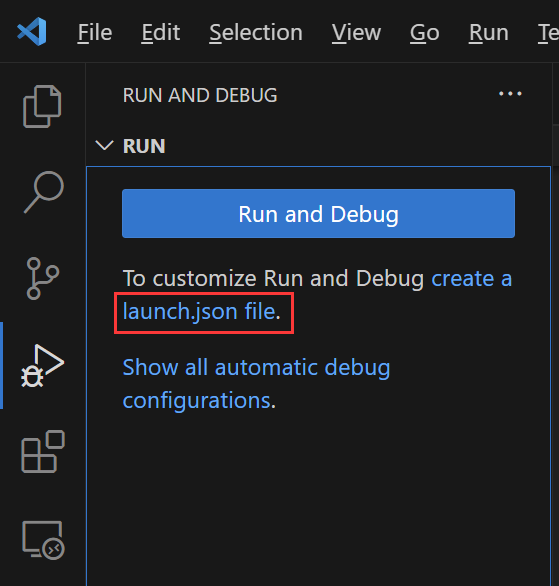 File Edit Selection View Go Run Te
RUN AND DEBUG
RUN
Run and Debug
To customize Run and Debug create a
launch.json file.
Show all automatic debug
configurations.